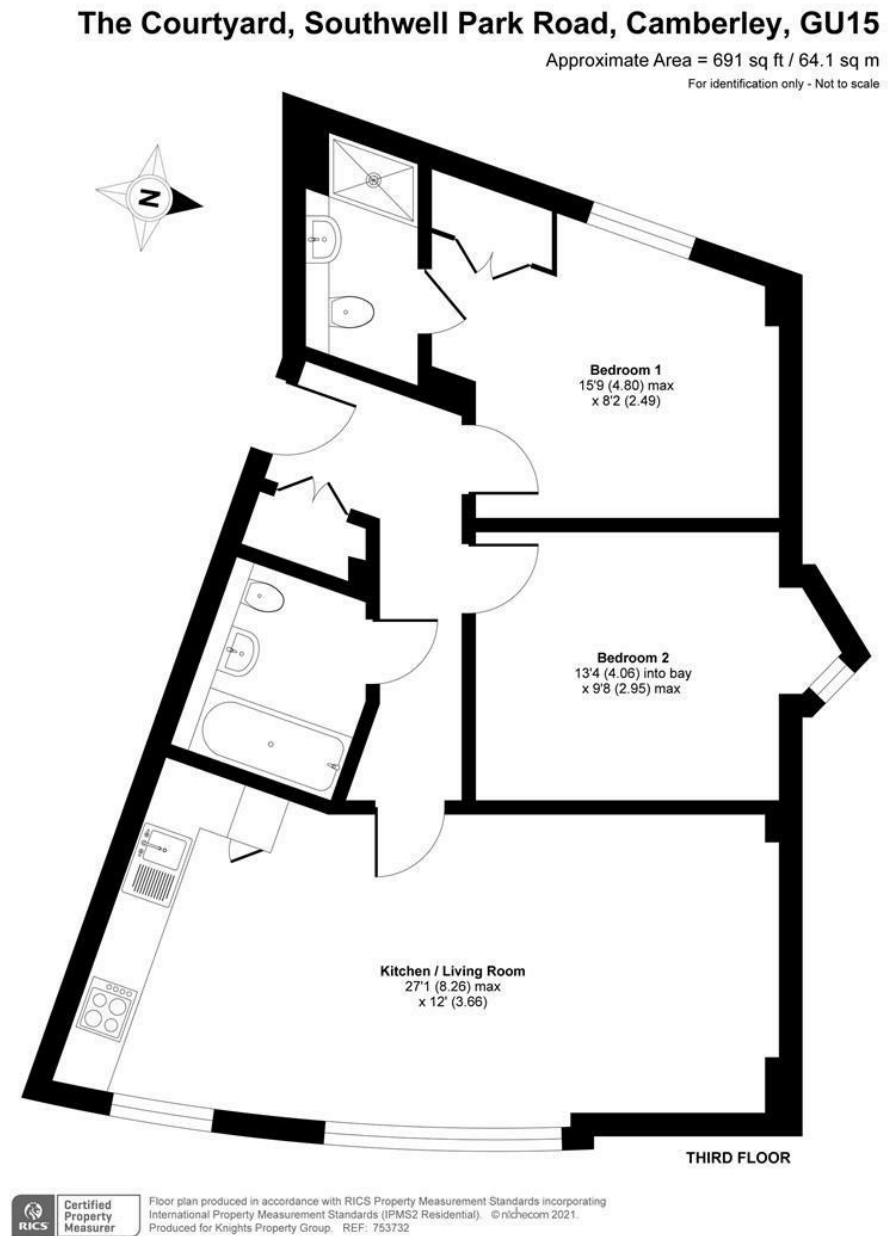 The Courtyard, Southwell Park Road, Camberley, GU15
Approximate Area = 691 sq ft / 64.1 sq m
For identification only - Not to scale
N
Bedroom 1
15'9 (4.80) max
x 8'2 (2.49)
Bedroom 2
13'4 (4.06) into bay
x 9'8 (2.95) max
Kitchen / Living Room
27'1 (8.26) max
x 12' (3.66)
THIRD FLOOR
RICS
Certified
Property
Measurer
Floor plan produced in accordance with RICS Property Measurement Standards incorporating
International Property Measurement Standards (IPMS2 Residential). © nichecom 2021.
Produced for Knights Property Group. REF: 753732